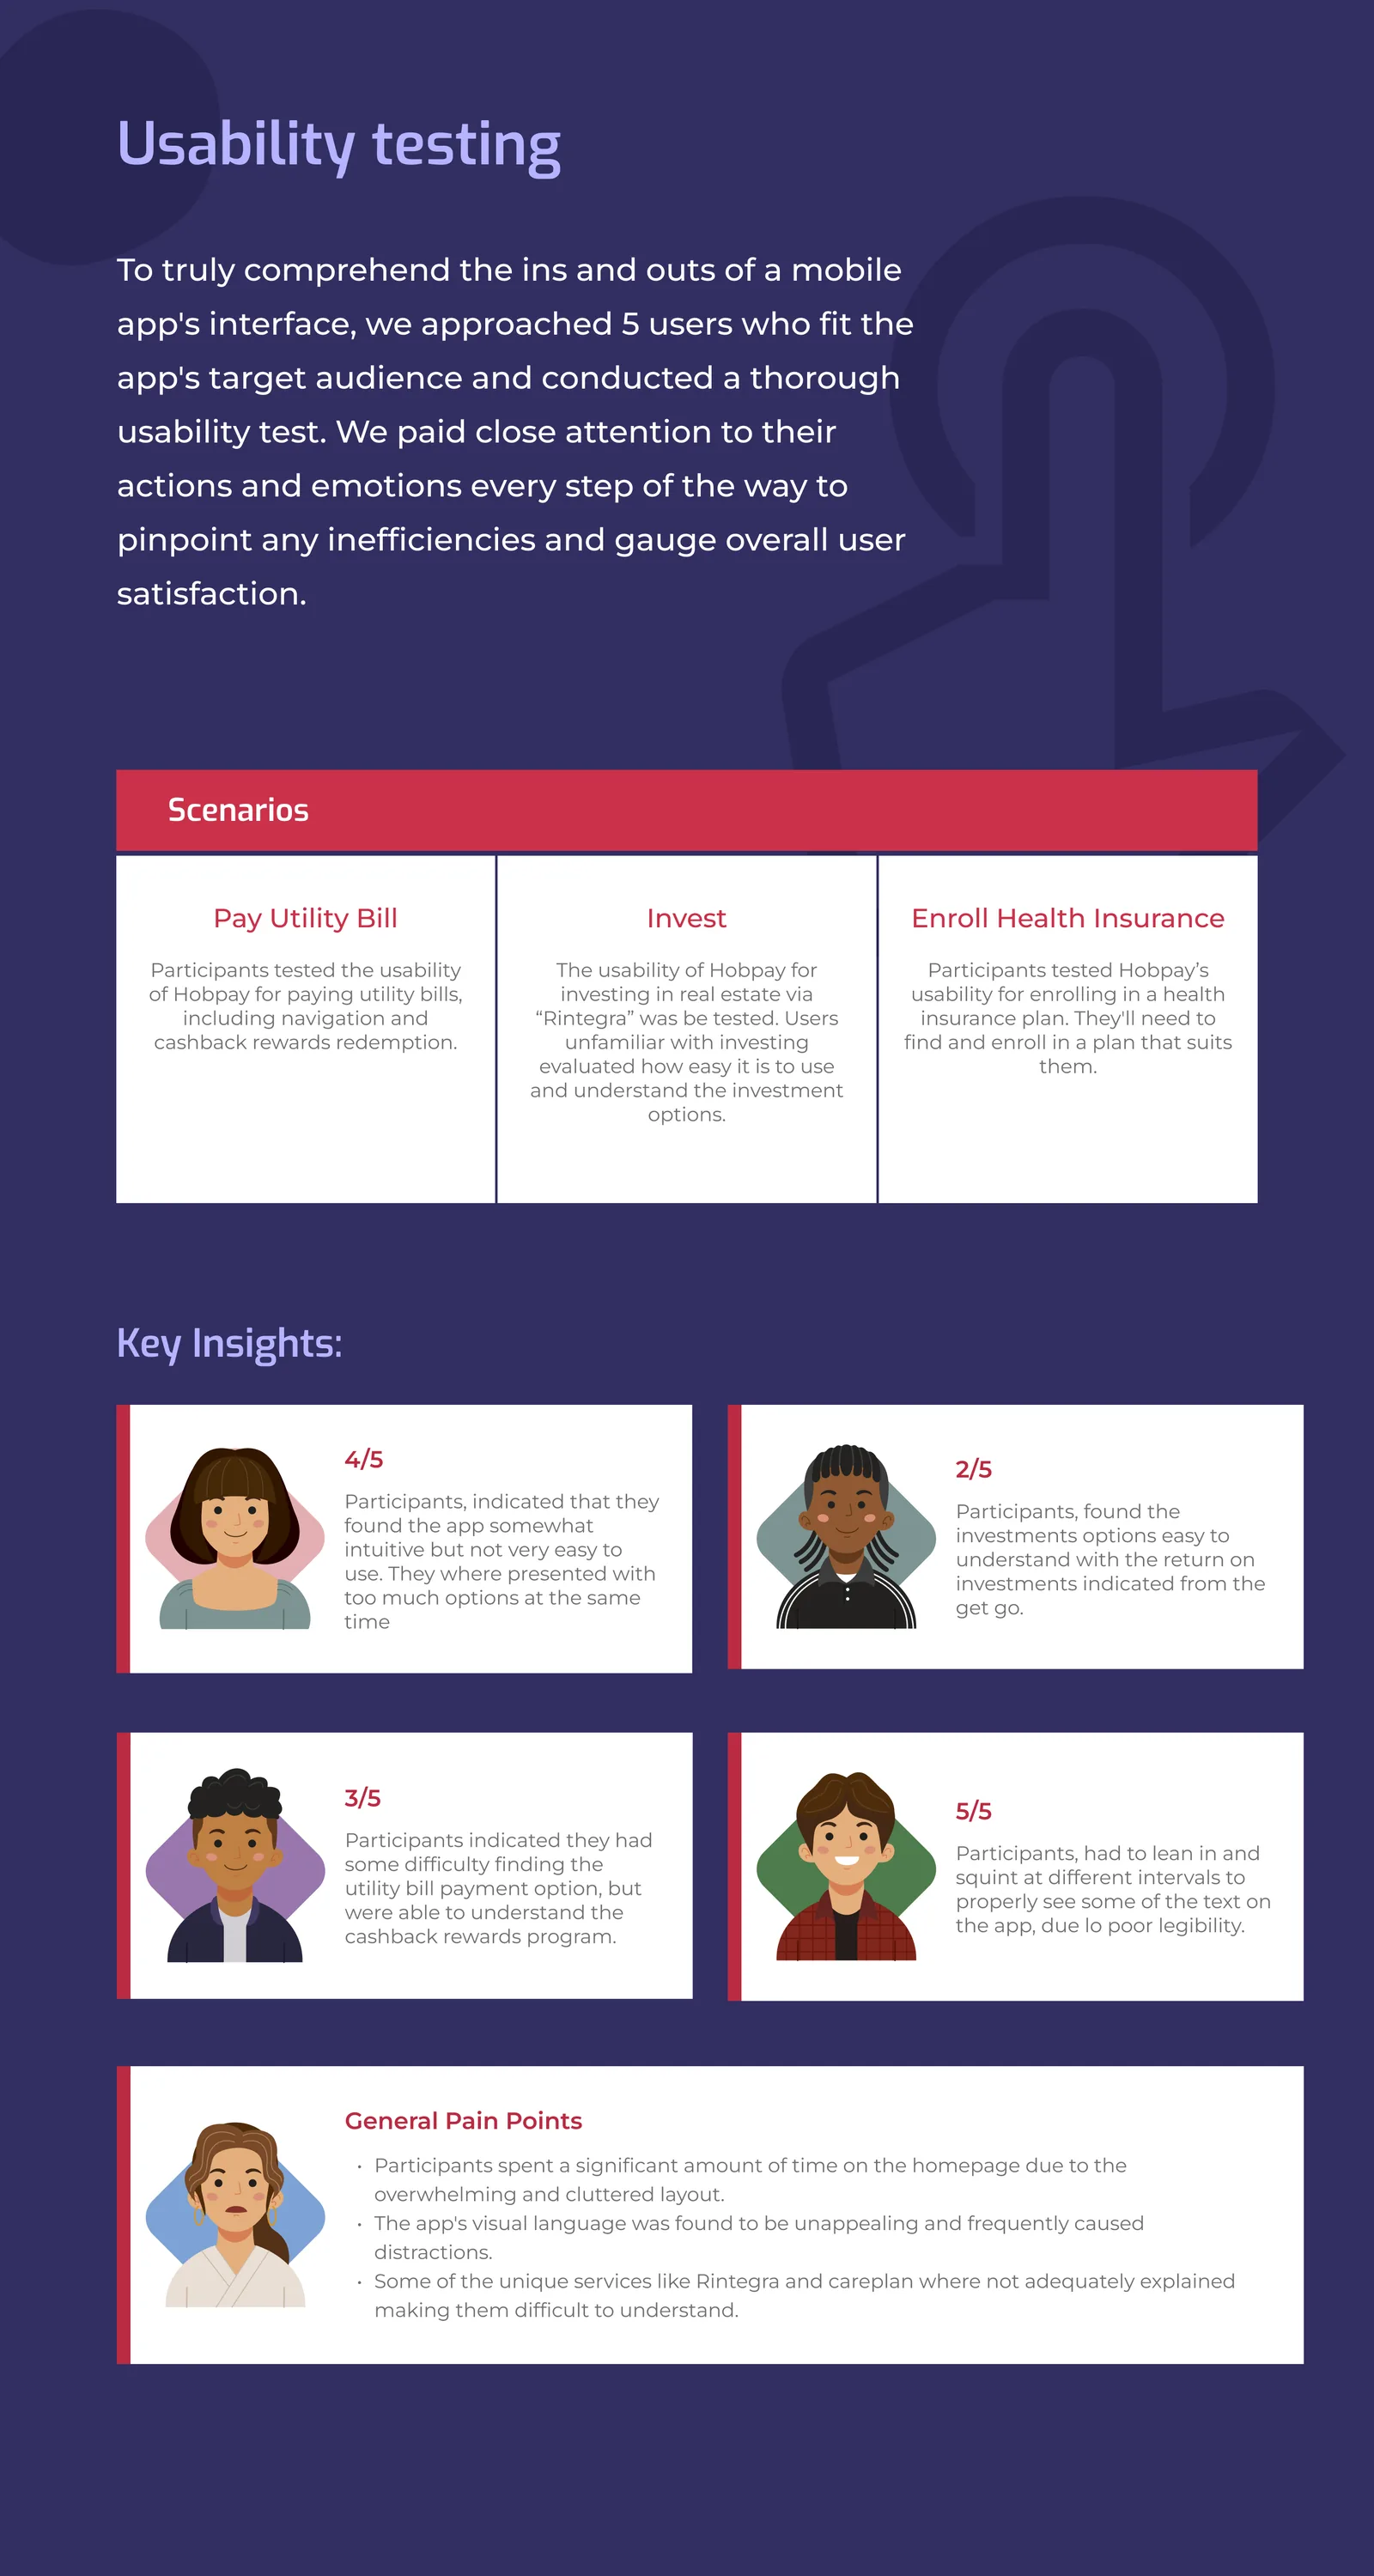 Usability testing
To truly comprehend the ins and outs of a mobile
app's interface, we approached 5 users who fit the
app's target audience and conducted a thorough
usability test. We paid close attention to their
actions and emotions every step of the way to
pinpoint any inefficiencies and gauge overall user
satisfaction.
Scenarios
Pay Utility Bill
Participants tested the usability
of Hobpay for paying utility bills,
including navigation and
cashback rewards redemption.
Invest
The usability of Hobpay for
investing in real estate via
“Rintegra” was be tested. Users
unfamiliar with investing
evaluated how easy it is to use
and understand the investment
options.
Enroll Health Insurance
Participants tested Hobpay’s
usability for enrolling in a health
insurance plan. They'll need to
find and enroll in a plan that suits
them.
Key Insights:
4/5
Participants, indicated that they
found the app somewhat
intuitive but not very easy to
use. They where presented with
too much options at the same
time
2/5
Participants, found the
investments options easy to
understand with the return on
investments indicated from the
get go.
3/5
Participants indicated they had
some difficulty finding the
utility bill payment option, but
were able to understand the
cashback rewards program.
5/5
Participants, had to lean in and
squint at different intervals to
properly see some of the text on
the app, due lo poor legibility.
General Pain Points
• Participants spent a significant amount of time on the homepage due to the
overwhelming and cluttered layout.
• The app's visual language was found to be unappealing and frequently caused
distractions.
• Some of the unique services like Rintegra and careplan where not adequately explained
making them difficult to understand.